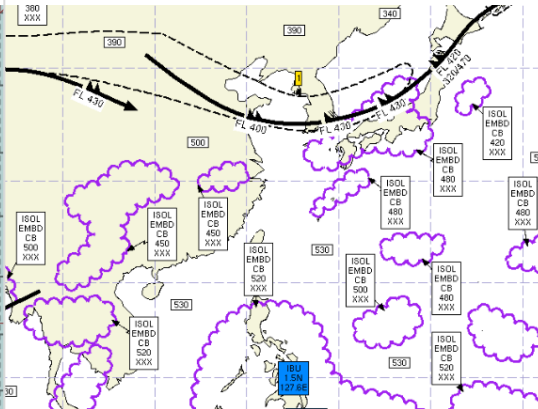 380
XXX
340
390
390
FL 420
320/470
FL 430
FL 400
FL 430
FL 430
500
ISOL
EMBD
CB
420
XXX
ISOL
EMBD
CB
480
XXX
ISOL
EMBD
CB
480
XXX
ISOL
EMBD
CB
480
XXX
ISOL
EMBD
CB
450
XXX
ISOL
EMBD
CB
450
XXX
ISOL
EMBD
CB
500
XXX
530
ISOL
EMBD
CB
520
XXX
ISOL
EMBD
CB
500
XXX
ISOL
EMBD
CB
480
XXX
530
ISOL
EMBD
CB
520
XXX
530
ISOL
EMBD
CB
520
XXX
IBU
1.5N
127.6E